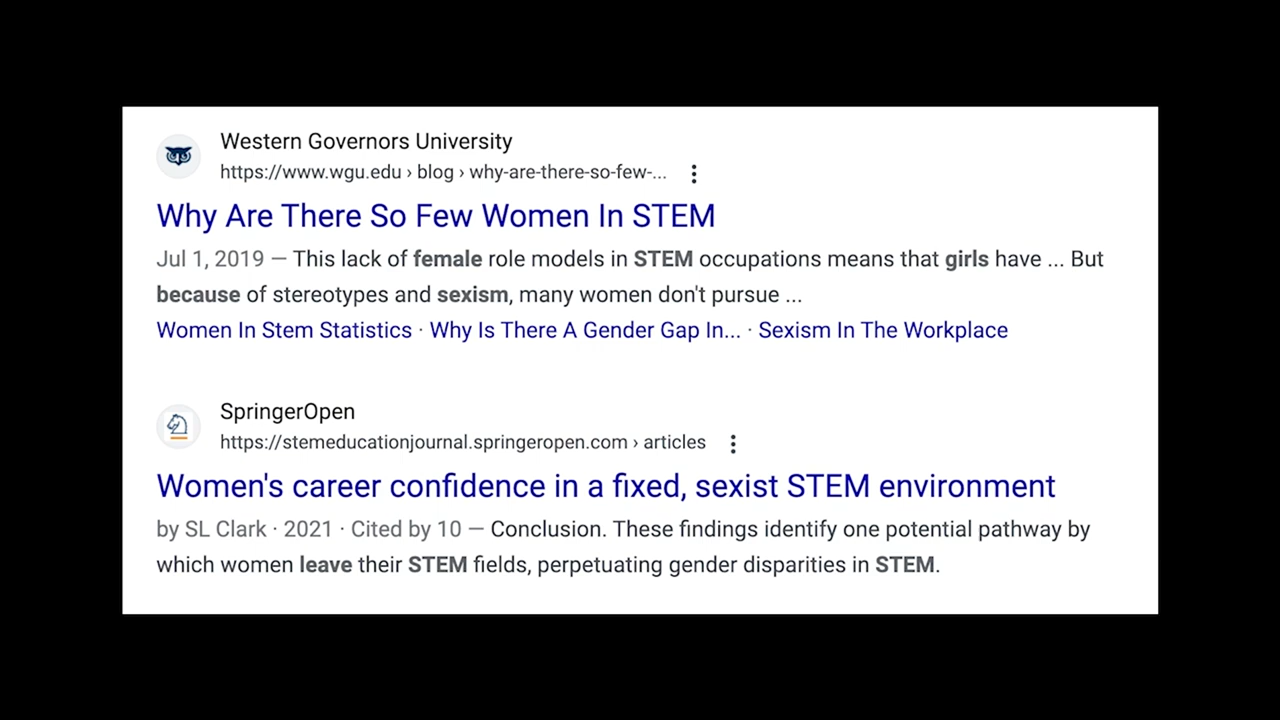 Western Governors University
https://www.wgu.edu › blog › why-are-there-so-few-...
Why Are There So Few Women In STEM
Jul 1, 2019 — This lack of female role models in STEM occupations means that girls have ... But
because of stereotypes and sexism, many women don't pursue ...
Women In Stem Statistics · Why Is There A Gender Gap In... · Sexism In The Workplace
SpringerOpen
https://stemeducationjournal.springeropen.com › articles
Women's career confidence in a fixed, sexist STEM environment
by SL Clark · 2021 · Cited by 10 — Conclusion. These findings identify one potential pathway by
which women leave their STEM fields, perpetuating gender disparities in STEM.